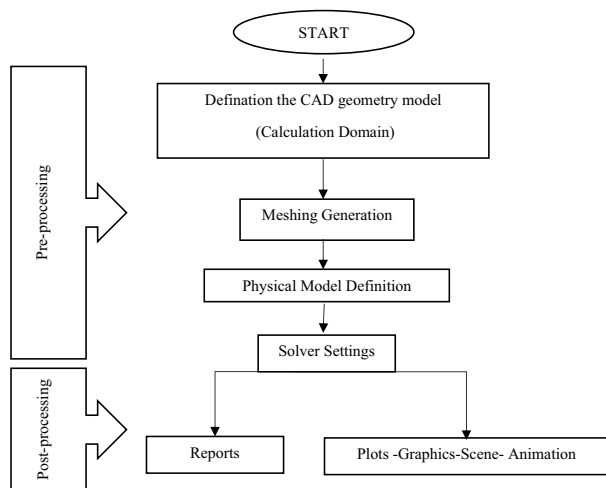 START
Defination the CAD geometry model
(Calculation Domain)
Pre-processing
Meshing Generation
Physical Model Definition
Solver Settings
Post-processing
Reports
Plots -Graphics-Scene- Animation